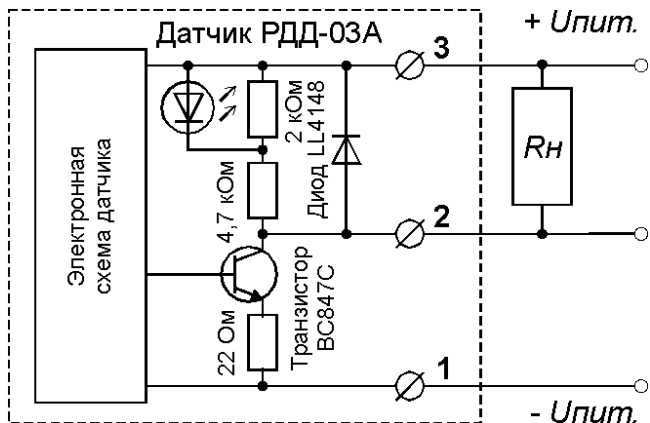 Датчик РДД-03А
3
+ Uпит.
Электронная
схема датчика
2 кОм
Диод LL4148
4,7 кОм
Rн
2
Транзистор
BC847C
22 Ом
1
- Uпит.